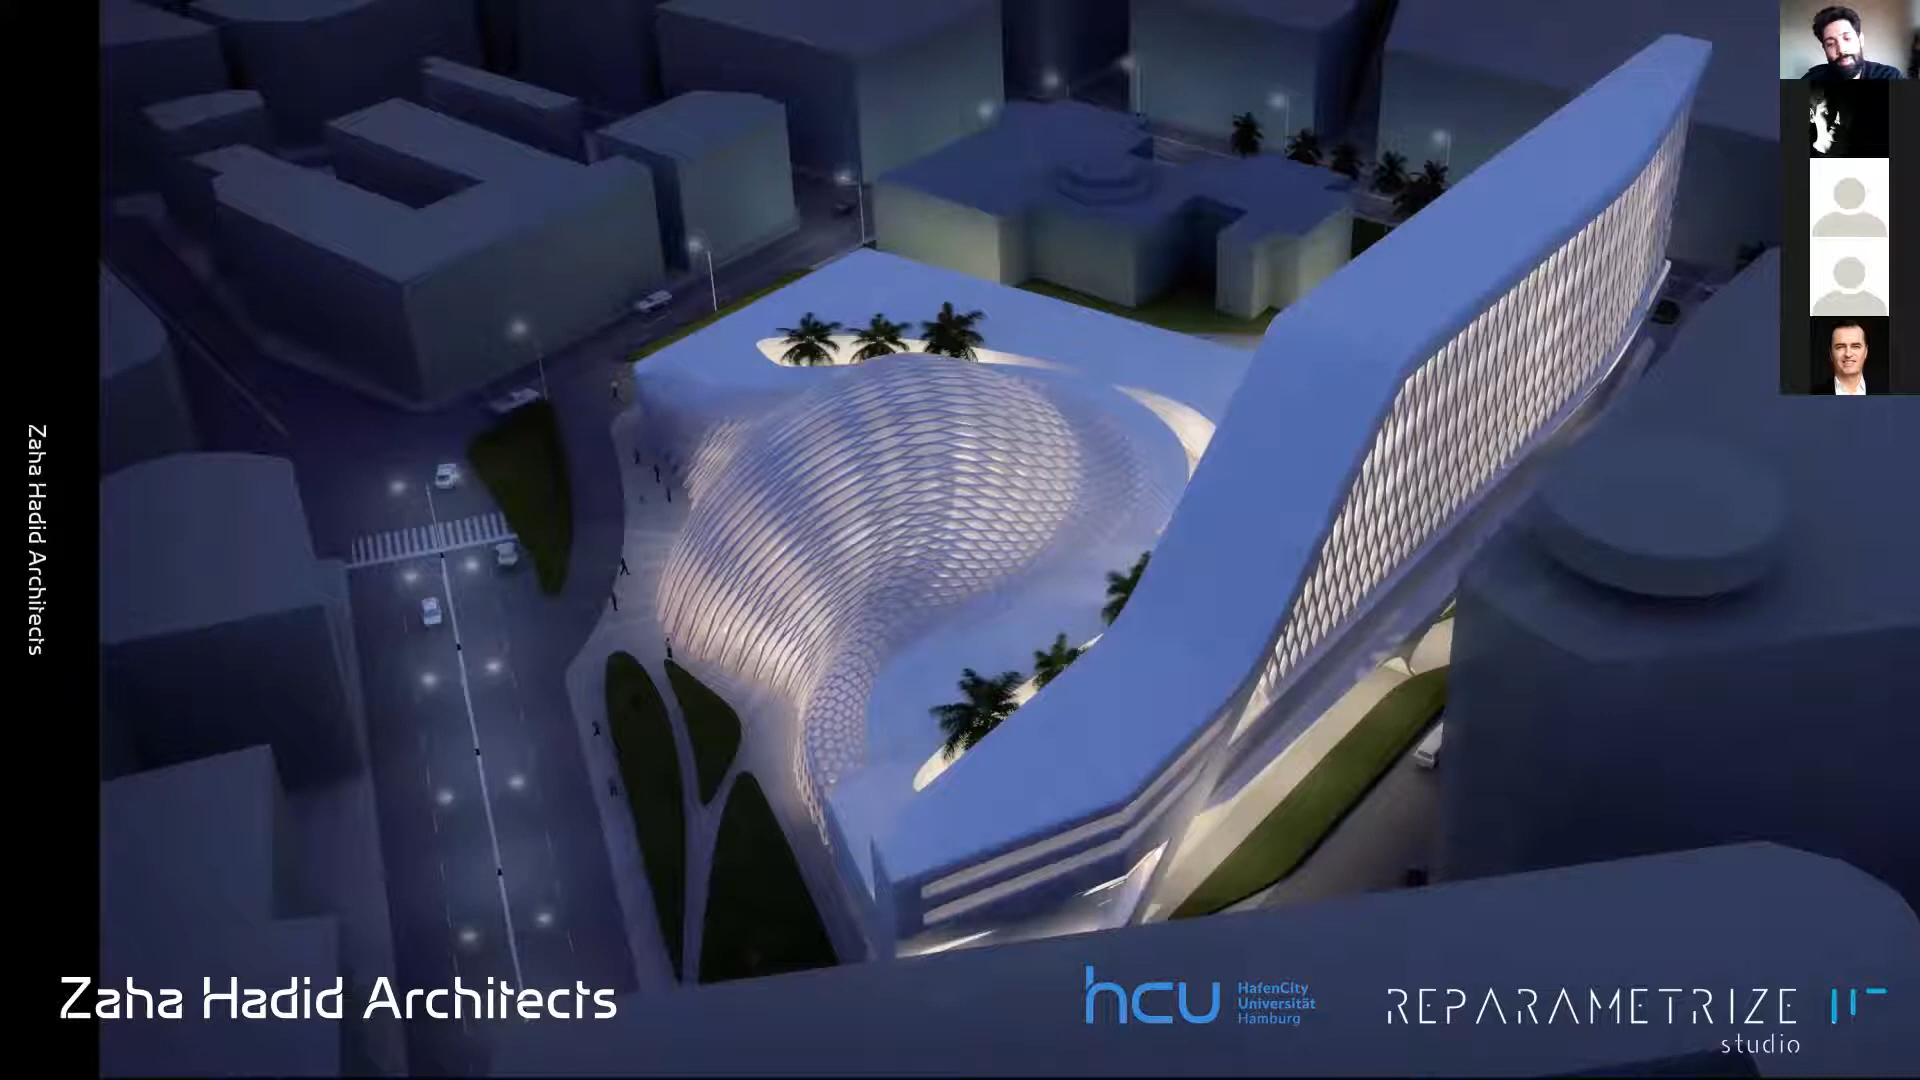 Zaha Hadid Architects
Zaha Hadid Architects
hcu
HafenCity
Universität
Hamburg
REPARAMETRIZE
studio